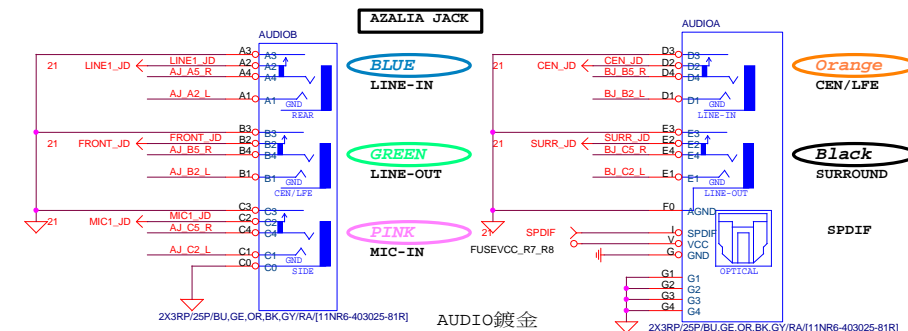 AZALIA JACK
AUDIOB
A3
A3
21
LINE1_JD
LINE1_JD
A2
A2
AJ_A5_R
A4
A4
AJ_A2_L
A1
A1
GND
REAR
BLUE
LINE-IN
B3
B3
21
FRONT_JD
FRONT_JD
B2
B2
AJ_B5_R
B4
B4
AJ_B2_L
B1
B1
GND
CEN/LFE
GREEN
LINE-OUT
C3
C3
21
MIC1_JD
MIC1_JD
C2
C2
AJ_C5_R
C4
C4
AJ_C2_L
C1
C1
GND
C0
C0
SIDE
PINK
MIC-IN
2X3RP/25P/BU,GE,OR,BK,GY/RA/[11NR6-403025-81R]
AUDIO鍍金
AUDIOA
D3
D3
21
CEN_JD
CEN_JD
D2
D2
BJ_B5_R
D4
D4
BJ_B2_L
D1
D1
GND
LINE-IN
Orange
CEN/LFE
E3
E3
21
SURR_JD
SURR_JD
E2
E2
BJ_C5_R
E4
E4
BJ_C2_L
E1
E1
GND
LINE-OUT
Black
SURROUND
F0
AGND
21
SPDIF
I
SPDIF
FUSEVCC_R7_R8
V
VCC
G
GND
OPTICAL
SPDIF
G1
G1
G2
G2
G3
G3
G4
G4
2X3RP/25P/BU,GE,OR,BK,GY/RA/[11NR6-403025-81R]